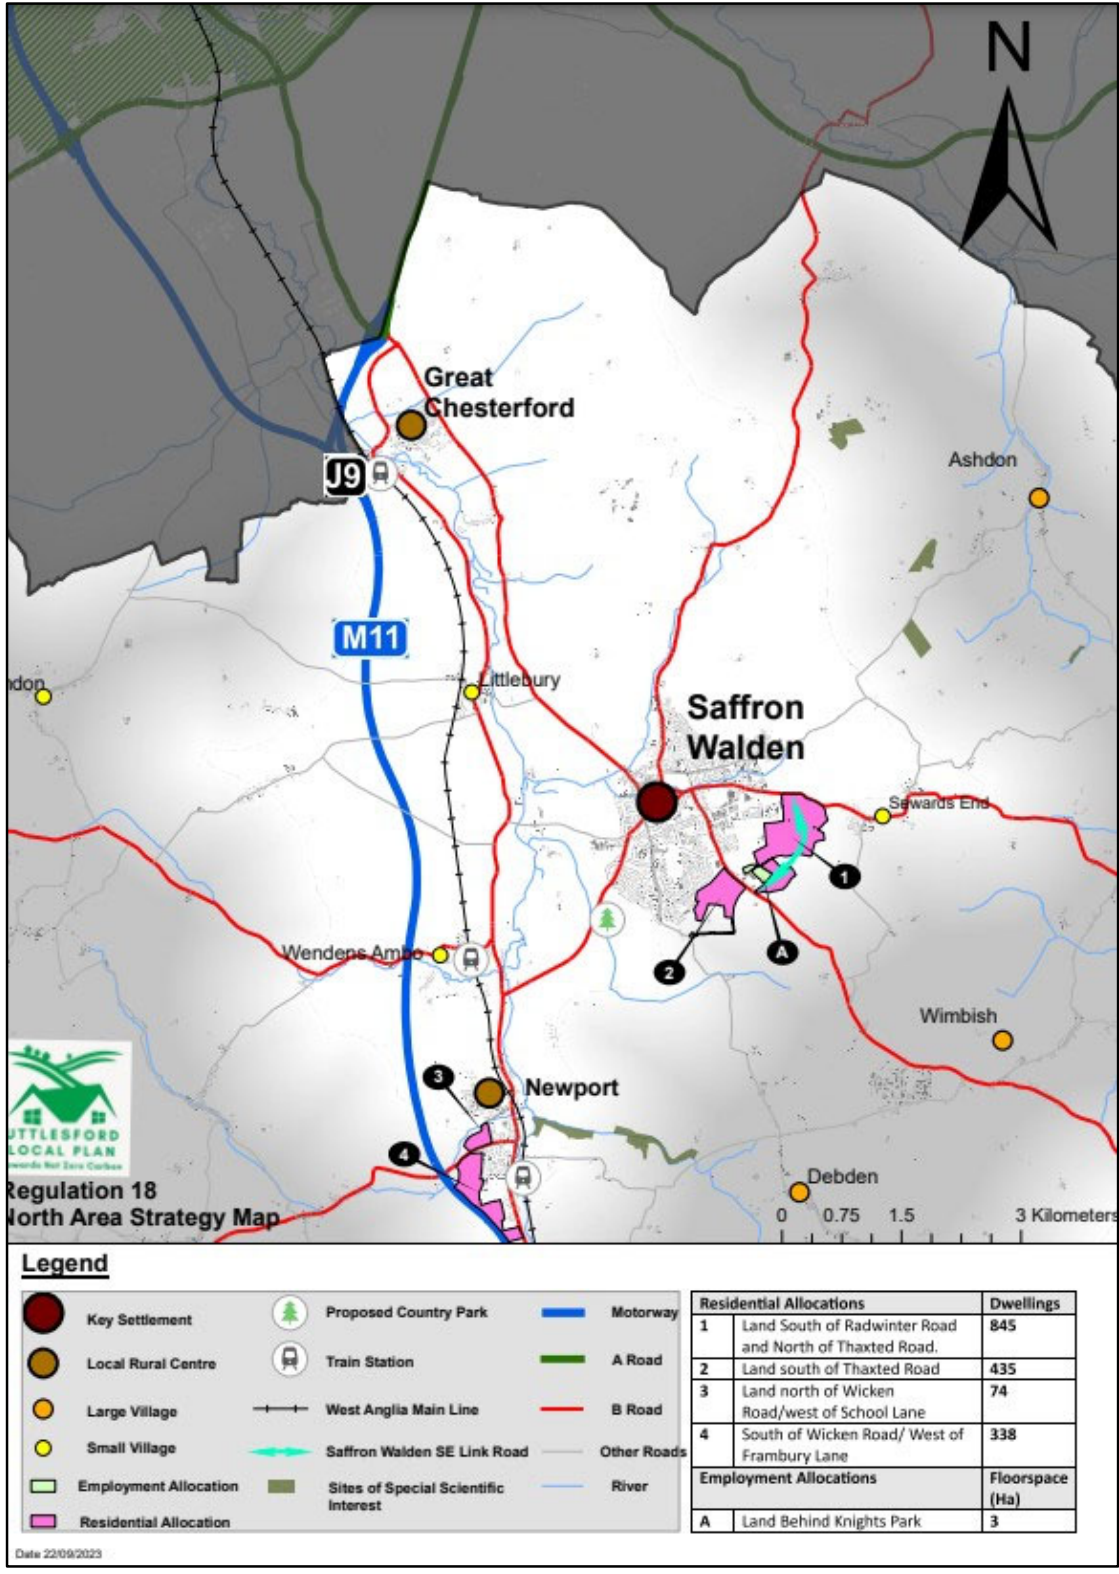 N
Great
Chesterford
J9
Ashdon
M11
ndon
Littlebury
Saffron
Walden
Sewards End
1
A
2
Wendens Ambo
Wimbish
3
Newport
4
UTTLESFORD
LOCAL PLAN
owards Net Zero Carbon
Debden
Regulation 18
North Area Strategy Map
0 0.75 1.5 3 Kilometers
Legend
Key Settlement
Local Rural Centre
Large Village
Small Village
Employment Allocation
Residential Allocation
Proposed Country Park
Train Station
West Anglia Main Line
Saffron Walden SE Link Road
Sites of Special Scientific
Interest
Motorway
A Road
B Road
Other Roads
River
Residential Allocations Dwellings
1 Land South of Radwinter Road 845
and North of Thaxted Road.
2 Land south of Thaxted Road 435
3 Land north of Wicken 74
Road/west of School Lane
4 South of Wicken Road/ West of 338
Frambury Lane
Employment Allocations Floorspace
(Ha)
A Land Behind Knights Park 3
Date 22/09/2023